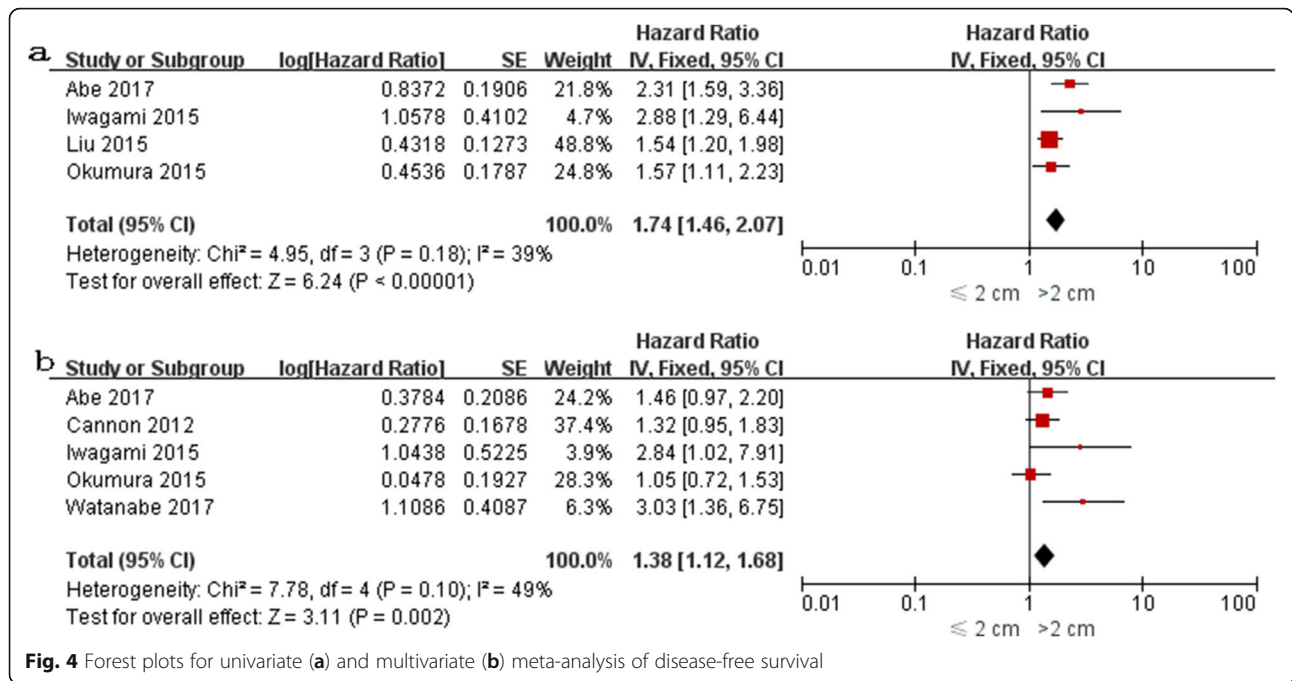 Hazard Ratio Hazard Ratio
a Study or Subgroup log[Hazard Ratio] SE Weight IV, Fixed, 95% CI IV, Fixed, 95% CI
Abe 2017 0.8372 0.1906 21.8% 2.31 [1.59, 3.36]
Iwagami 2015 1.0578 0.4102 4.7% 2.88 [1.29, 6.44]
Liu 2015 0.4318 0.1273 48.8% 1.54 [1.20, 1.98]
Okumura 2015 0.4536 0.1787 24.8% 1.57 [1.11, 2.23]
Total (95% CI) 100.0% 1.74 [1.46, 2.07]
Heterogeneity: Chi² = 4.95, df = 3 (P = 0.18); I² = 39%
Test for overall effect: Z = 6.24 (P < 0.00001)
0.01 0.1 1 10 100
≤ 2 cm >2 cm
Hazard Ratio Hazard Ratio
b Study or Subgroup log[Hazard Ratio] SE Weight IV, Fixed, 95% CI IV, Fixed, 95% CI
Abe 2017 0.3784 0.2086 24.2% 1.46 [0.97, 2.20]
Cannon 2012 0.2776 0.1678 37.4% 1.32 [0.95, 1.83]
Iwagami 2015 1.0438 0.5225 3.9% 2.84 [1.02, 7.91]
Okumura 2015 0.0478 0.1927 28.3% 1.05 [0.72, 1.53]
Watanabe 2017 1.1086 0.4087 6.3% 3.03 [1.36, 6.75]
Total (95% CI) 100.0% 1.38 [1.12, 1.68]
Heterogeneity: Chi² = 7.78, df = 4 (P = 0.10); I² = 49%
Test for overall effect: Z = 3.11 (P = 0.002)
0.01 0.1 1 10 100
≤ 2 cm >2 cm
Fig. 4 Forest plots for univariate (a) and multivariate (b) meta-analysis of disease-free survival